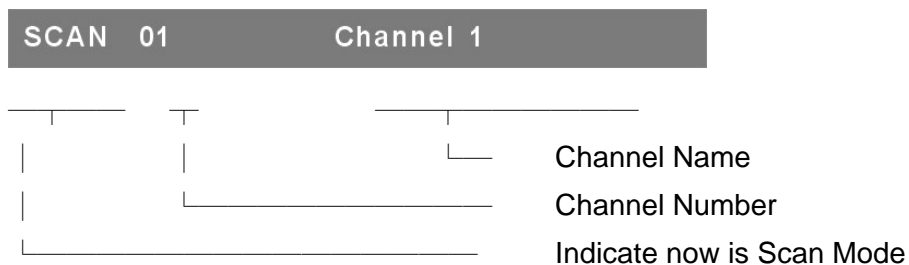 SCAN 01 Channel 1
Channel Name
Channel Number
Indicate now is Scan Mode